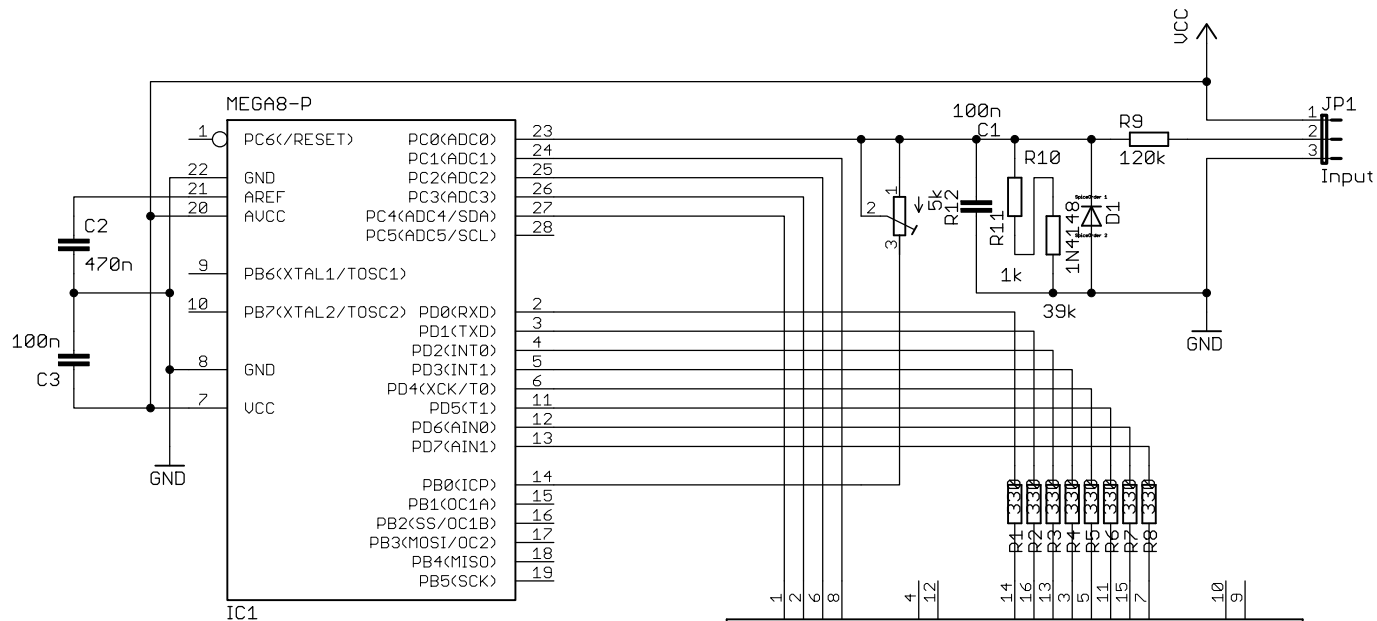 VCC
MEGA8-P
JP1
100n
C1
R9
120k
1
2
3
Input
1
PC6(/RESET)
PC0(ADC0)
23
PC1(ADC1)
24
22
GND
PC2(ADC2)
25
21
AREF
PC3(ADC3)
26
20
AVCC
PC4(ADC4/SDA)
27
PC5(ADC5/SCL)
28
C2
470n
9
PB6(XTAL1/TOSC1)
10
PB7(XTAL2/TOSC2)
PD0(RXD)
2
PD1(TXD)
3
PD2(INT0)
4
100n
C3
8
GND
PD3(INT1)
5
PD4(XCK/T0)
6
7
VCC
PD5(T1)
11
PD6(AIN0)
12
PD7(AIN1)
13
GND
PB0(ICP)
14
PB1(OC1A)
15
PB2(SS/OC1B)
16
PB3(MOSI/OC2)
17
PB4(MISO)
18
PB5(SCK)
19
IC1
1
2
3
5k
R12
R10
R11
1k
1N4148
39k
SpiceOrder 1
SpiceOrder 2
D1
GND
330
330
330
330
330
330
330
330
R1
R2
R3
R4
R5
R6
R7
R8
1
2
6
8
4
12
14
16
13
3
5
11
15
7
10
9